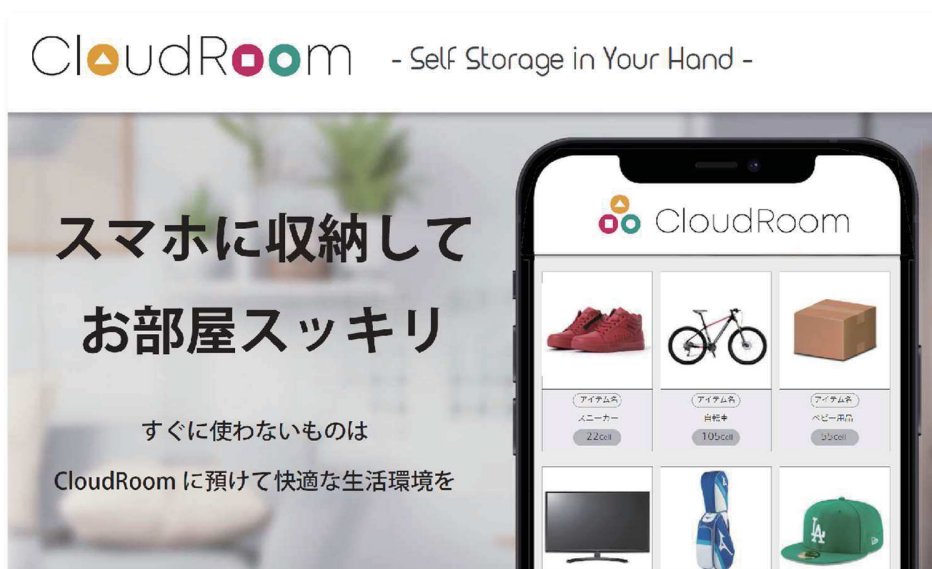 CloudRoom - Self Storage in Your Hand -
スマホに収納して
お部屋スッキリ
すぐに使わないものは
CloudRoom に預けて快適な生活環境を
CloudRoom
アイテム名 アイテム名 アイテム名
スニーカー 自転車 ベビー用品
22cell 105cell 55cell
LA